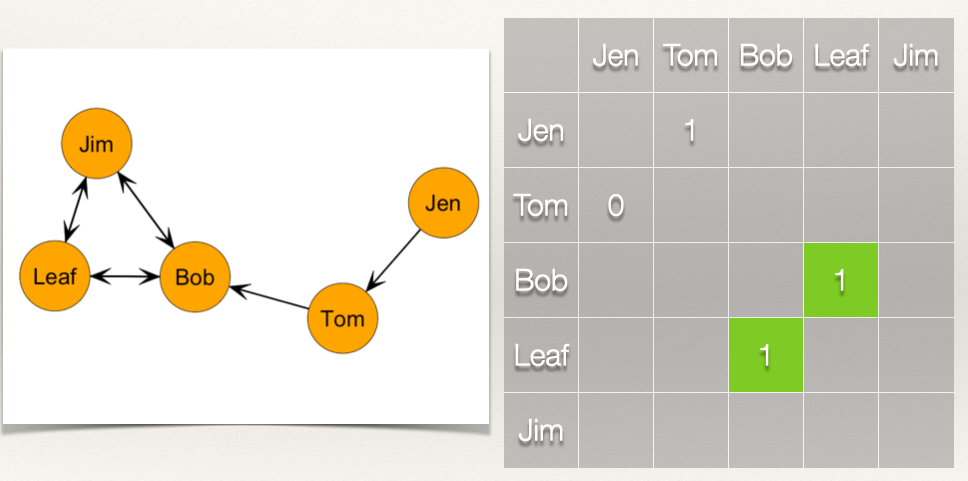 Jim
Jen
Leaf
Bob
Tom
Jen Tom Bob Leaf Jim
Jen 1
Tom 0
Bob 1
Leaf 1
Jim